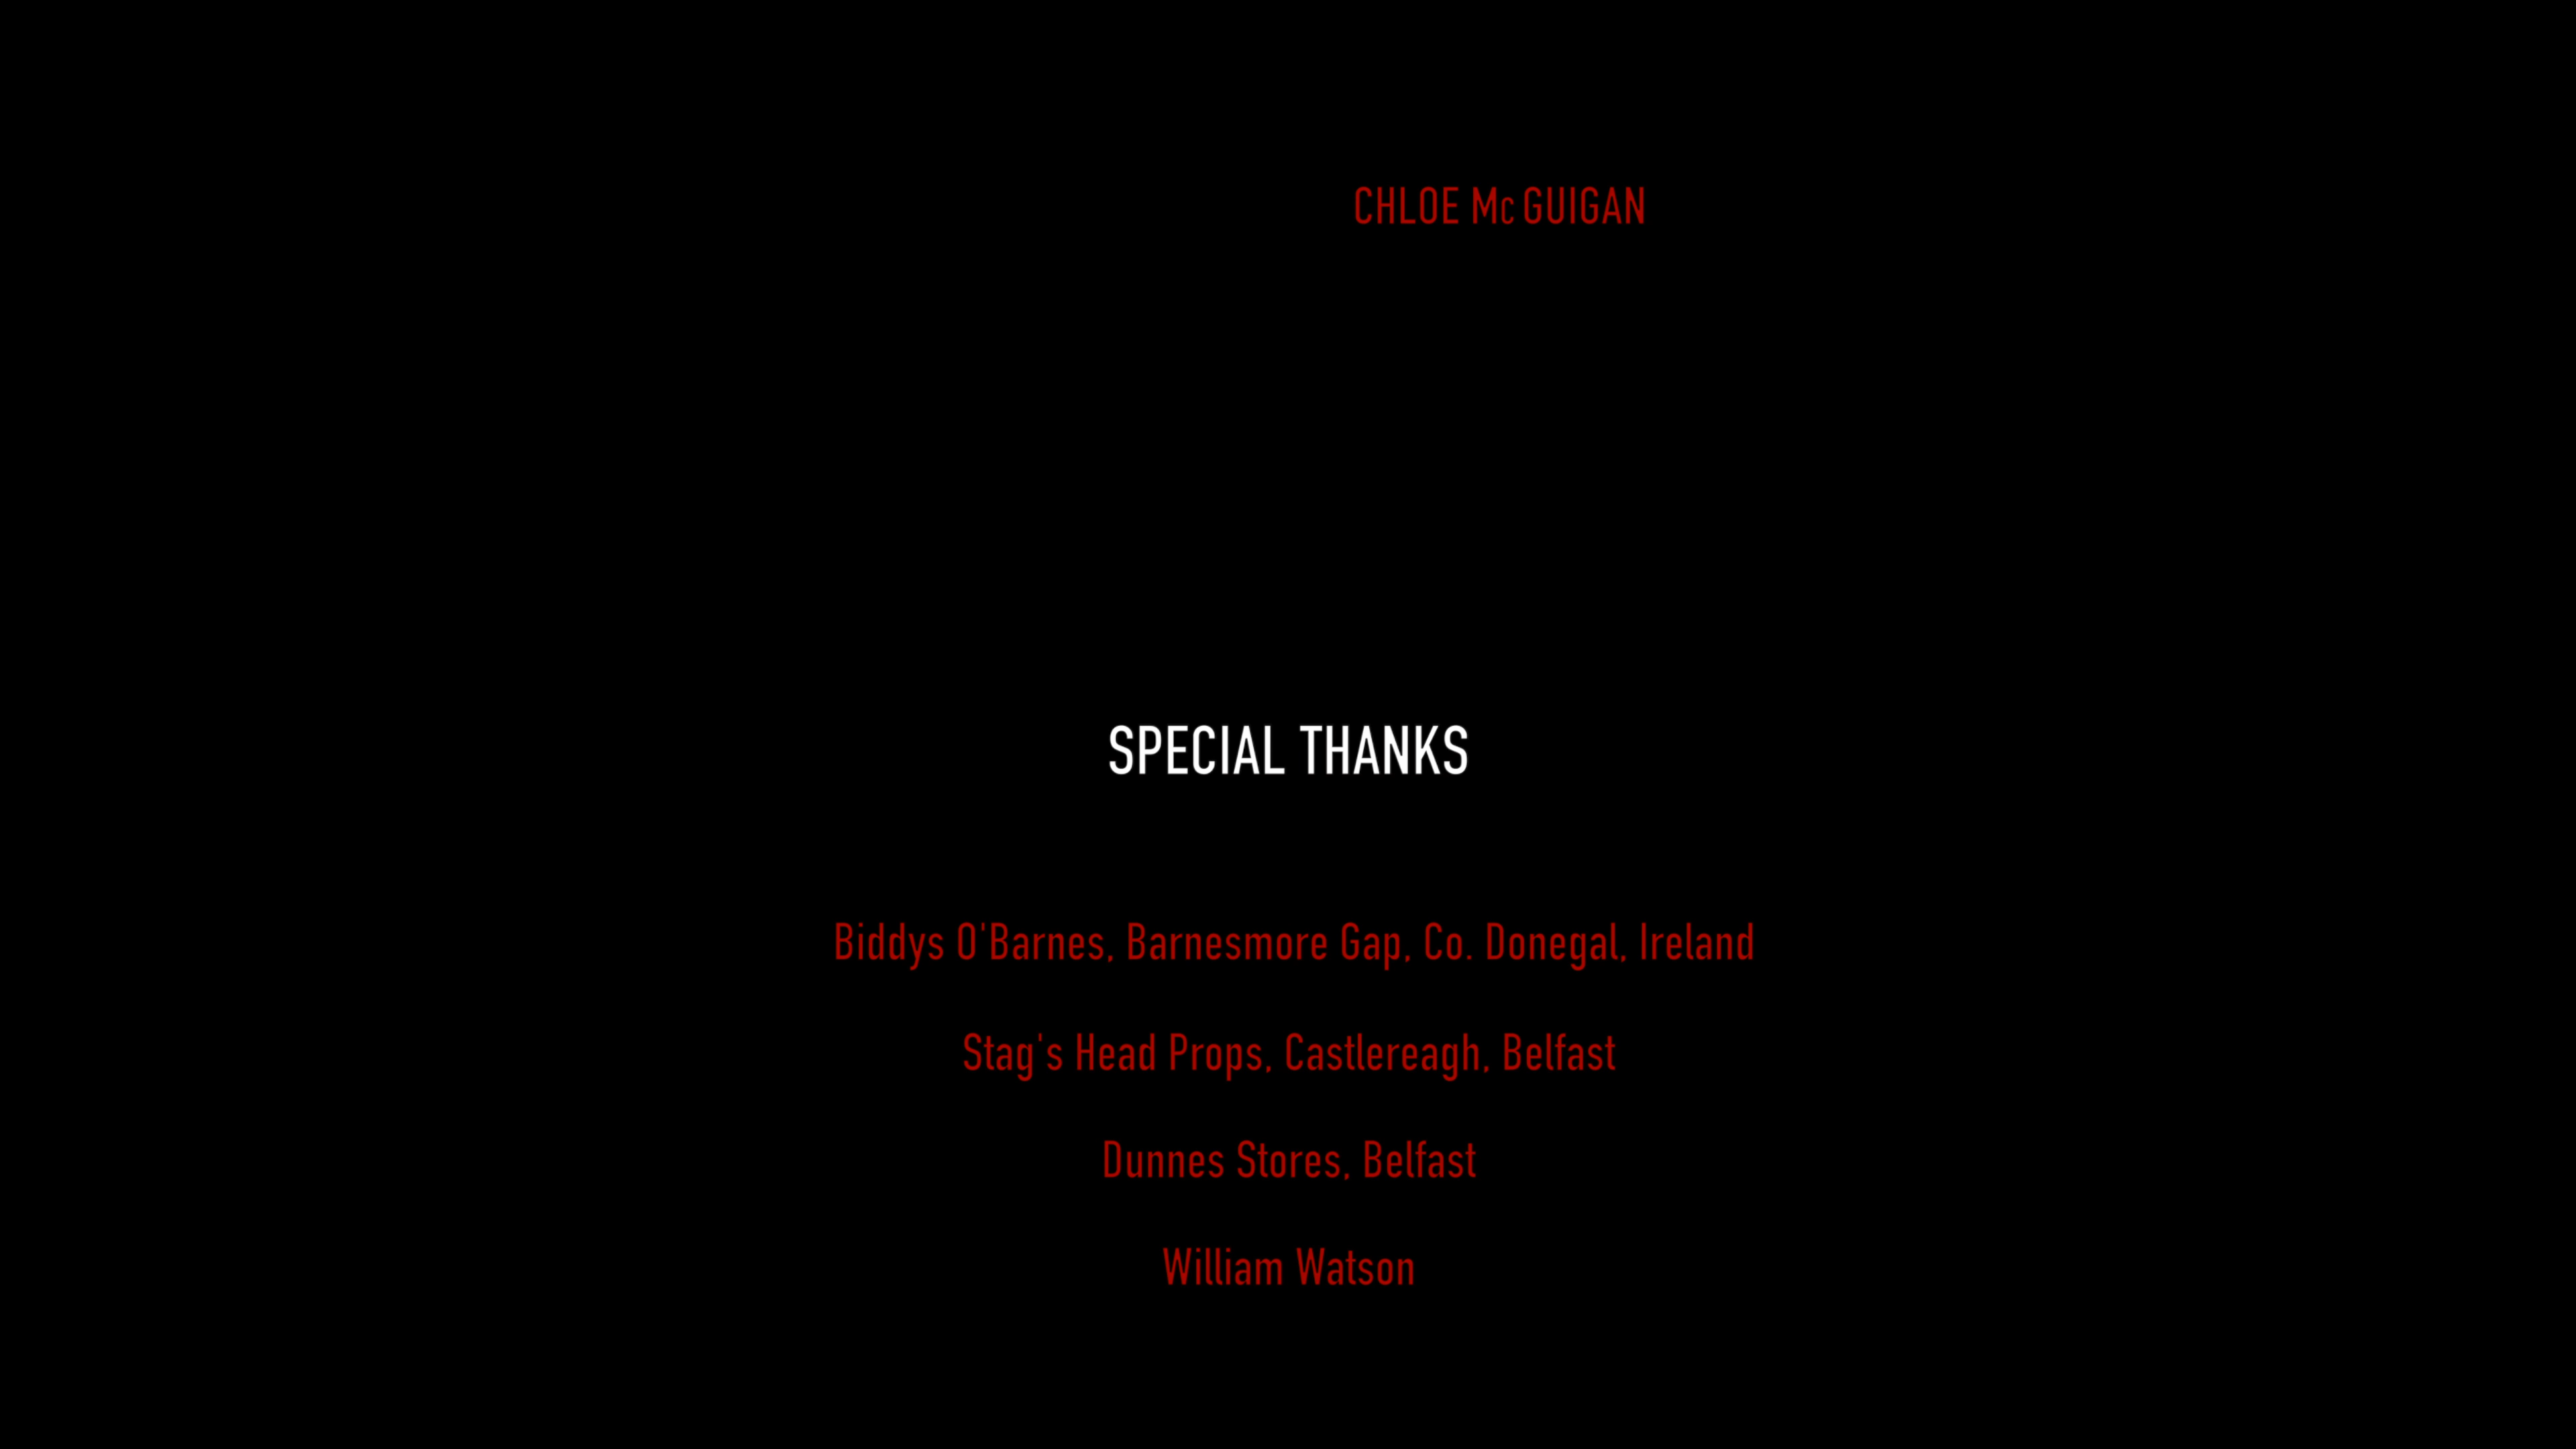 CHLOE Mc GUIGAN
SPECIAL THANKS
Biddys O'Barnes, Barnesmore Gap, Co. Donegal, Ireland
Stag's Head Props, Castlereagh, Belfast
Dunnes Stores, Belfast
William Watson